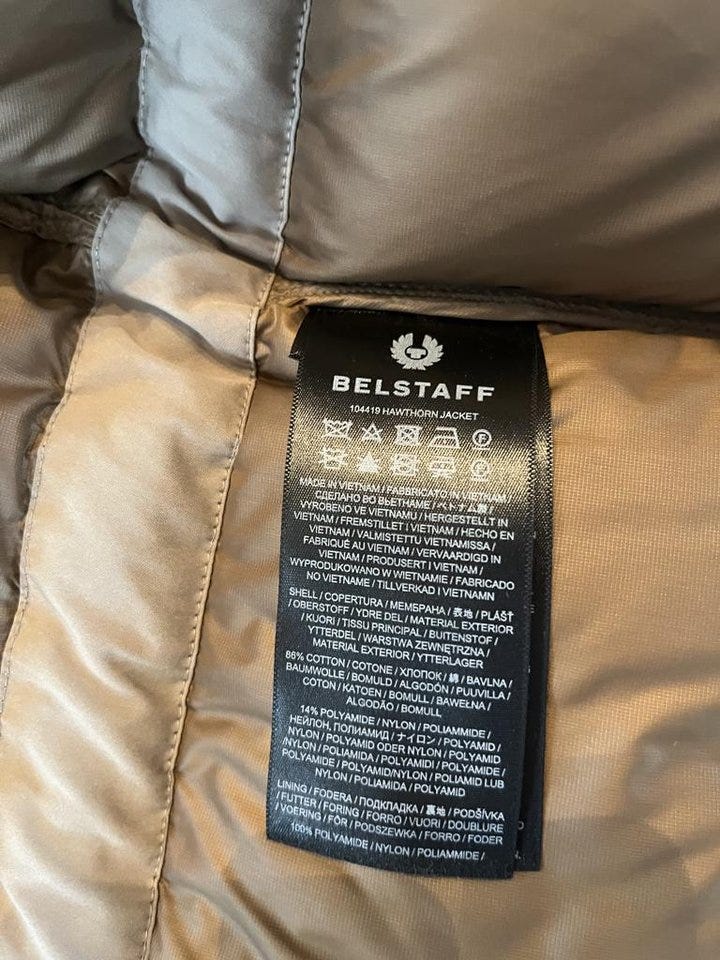 BELSTAFF
104419 HAWTHORN JACKET
MADE IN VIETNAM / FABBRICATO IN VIETNAM
СДЕЛАНО ВО ВЬЕТНАМЕ / ベトナム製 /
VYROBENO VE VIETNAMU / HERGESTELLT IN
VIETNAM / FREMSTILLET I VIETNAM / HECHO EN
VIETNAM / VALMISTETTU VIETNAMISSA /
FABRIQUÉ AU VIETNAM / VERVAARDIGD IN
VIETNAM / PRODUSERT I VIETNAM /
WYPRODUKOWANO W WIETNAMIE / FABRICADO
NO VIETNAME / TILLVERKAD I VIETNAMN
SHELL / COPERTURA / МЕМБРАНА / 表地 / PLÁŠŤ
/ OBERSTOFF / YDRE DEL / MATERIAL EXTERIOR
/ KUORI / TISSU PRINCIPAL / BUITENSTOF /
YTTERDEL / WARSTWA ZEWNĘTRZNA /
MATERIAL EXTERIOR / YTTERLAGER
86% COTTON / COTONE / ХЛОПОК / 綿 / BAVLNA /
BAUMWOLLE / BOMULD / ALGODÓN / PUUVILLA /
COTON / KATOEN / BOMULL / BAWEŁNA /
ALGODÃO / BOMULL
14% POLYAMIDE / NYLON / POLIAMMIDE /
НЕЙЛОН, ПОЛИАМИД / ナイロン / POLYAMID /
NYLON / POLYAMID ODER NYLON / POLYAMID
/NYLON / POLIAMIDA / POLYAMIDI / POLYAMIDE /
POLYAMIDE / POLYAMID/NYLON / POLIAMID LUB
NYLON / POLIAMIDA / POLYAMID
LINING / FODERA / ПОДКЛАДКА / 裏地 / PODŠÍVKA
/ FUTTER / FORING / FORRO / VUORI / DOUBLURE
/ VOERING / FÔR / PODSZEWKA / FORRO / FODER
100% POLYAMIDE / NYLON / POLIAMMIDE /